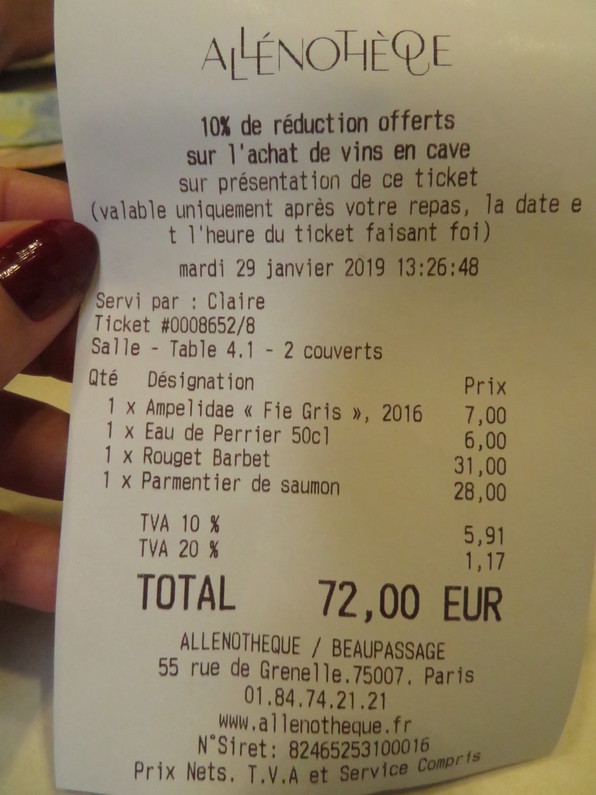 ALLÉNOTHÈQUE
10% de réduction offerts
sur l'achat de vins en cave
sur présentation de ce ticket
(valable uniquement après votre repas, la date e
t l'heure du ticket faisant foi)
mardi 29 janvier 2019 13:26:48
Servi par : Claire
Ticket #0008652/8
Salle - Table 4.1 - 2 couverts
Qté Désignation Prix
1 x Ampelidae « Fie Gris », 2016 7,00
1 x Eau de Perrier 50cl 6,00
1 x Rouget Barbet 31,00
1 x Parmentier de saumon 28,00
TVA 10 % 5,91
TVA 20 % 1,17
TOTAL 72,00 EUR
ALLENOTHEQUE / BEAUPASSAGE
55 rue de Grenelle.75007. Paris
01.84.74.21.21
www.allenotheque.fr
N°Siret: 82465253100016
Prix Nets. T.V.A et Service Compris